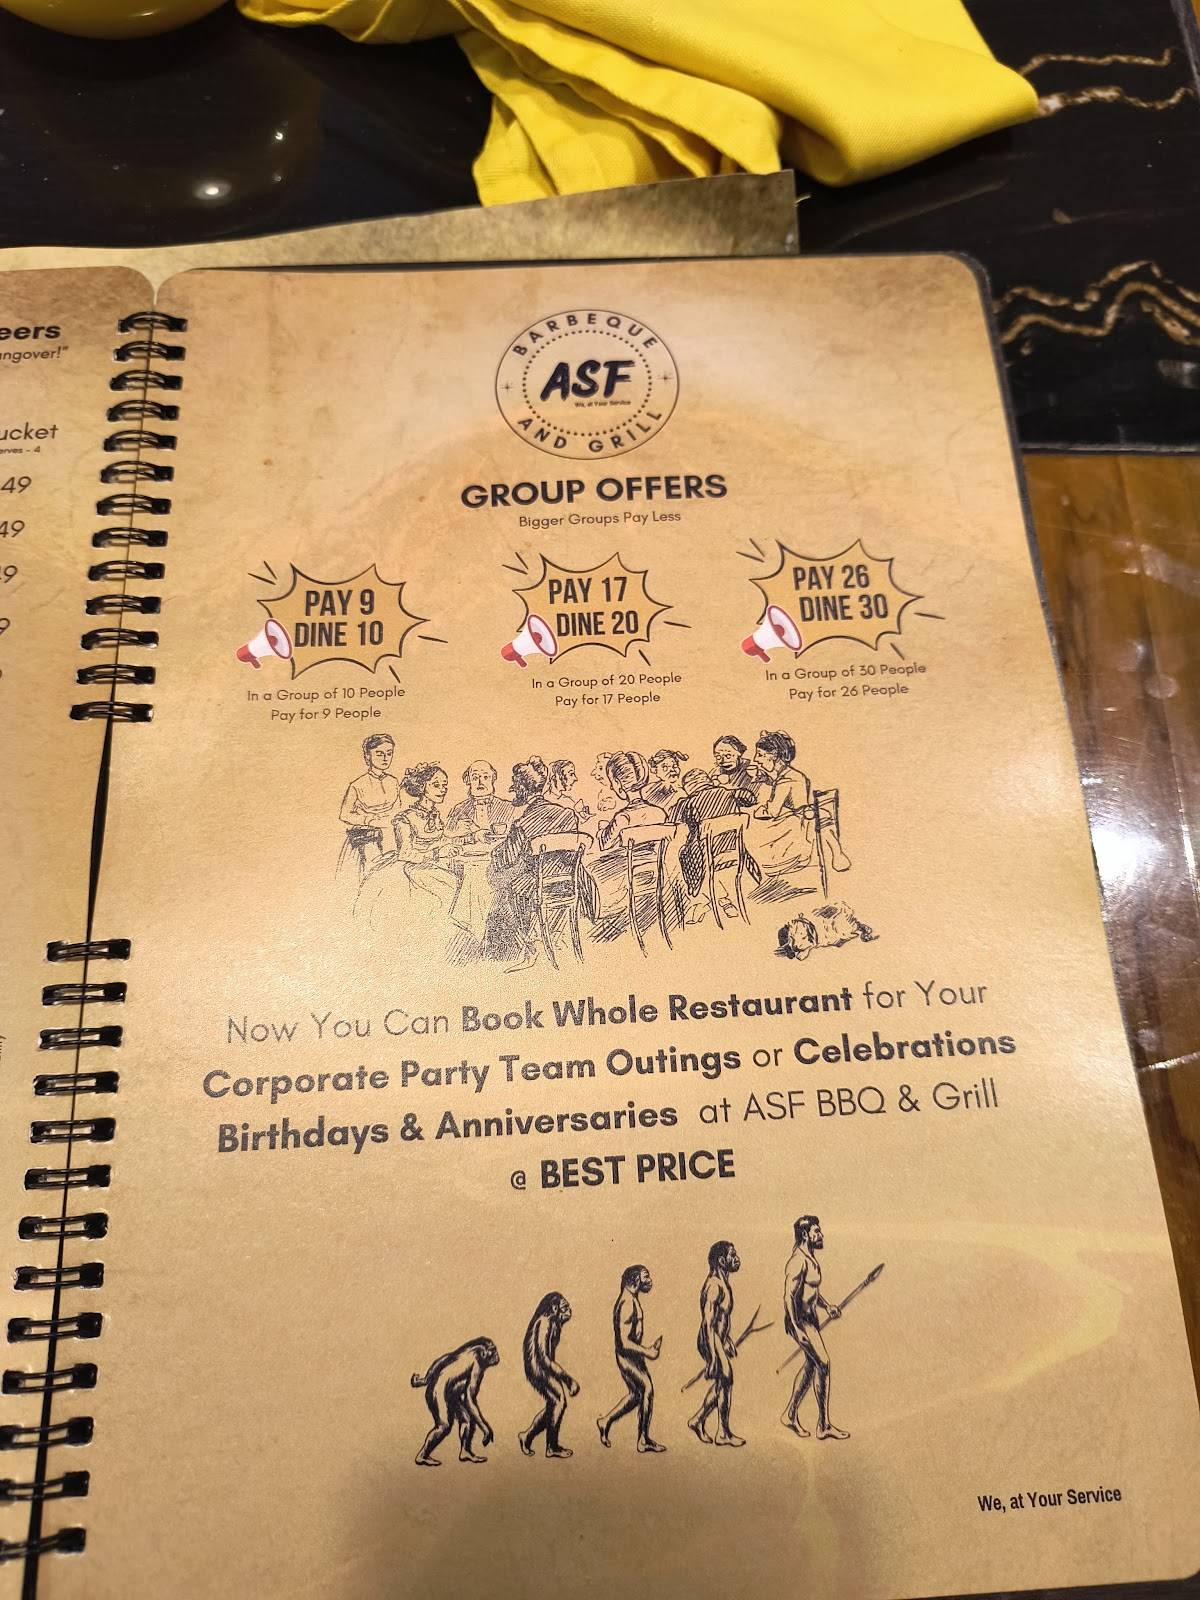 eers
angover!"
ucket
erves - 4
49
49
49
9
BARBEQUE
ASF
We, at Your Service
AND GRILL
GROUP OFFERS
Bigger Groups Pay Less
PAY 9
DINE 10
In a Group of 10 People
Pay for 9 People
PAY 17
DINE 20
In a Group of 20 People
Pay for 17 People
PAY 26
DINE 30
In a Group of 30 People
Pay for 26 People
Now You Can Book Whole Restaurant for Your
Corporate Party Team Outings or Celebrations
Birthdays & Anniversaries at ASF BBQ & Grill
@ BEST PRICE
We, at Your Service